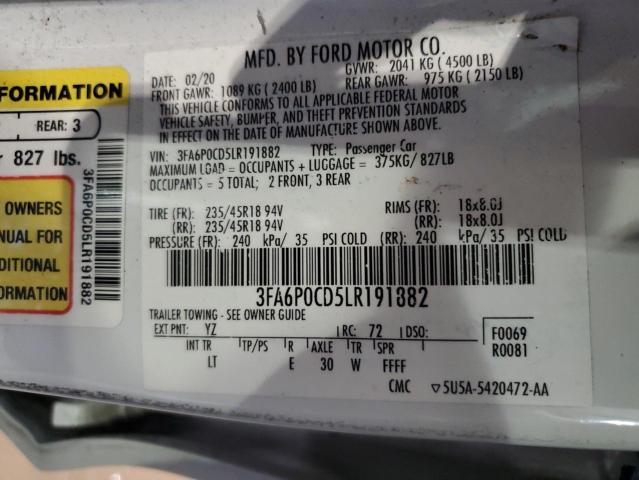 MFD. BY FORD MOTOR CO.
02/20 GVWR: 2041 KG ( 4500 LB)
FRONT GAWR: 1089 KG ( 2400 LB) REAR GAWR: 975 KG ( 2150 LB)
THIS VEHICLE CONFORMS TO ALL APPLICABLE FEDERAL MOTOR
VEHICLE SAFETY, BUMPER, AND THEFT PREVENTION STANDARDS
IN EFFECT ON THE DATE OF MANUFACTURE SHOWN ABOVE.
VIN: 3FA6P0CD5LR191882 TYPE: Passenger Car
MAXIMUM LOAD = OCCUPANTS + LUGGAGE = 375KG/ 827LB
OCCUPANTS = 5 TOTAL; 2 FRONT, 3 REAR
TIRE (FR): 235/45R18 94V RIMS (FR): 18x8.0J
(RR): 235/45R18 94V (RR): 18x8.0J
PRESSURE (FR): 240 kPa/ 35 PSI COLD (RR): 240 kPa/ 35 PSI COLD
3FA6P0CD5LR191882
TRAILER TOWING - SEE OWNER GUIDE
EXT PNT: YZ RC: 72 DSO: F0069
INT TR TP/PS R AXLE TR SPR R0081
LT E 30 W FFFF
CMC 5U5A-5420472-AA
FORMATION
REAR: 3
827 lbs.
OWNERS
NUAL FOR
DITIONAL
FORMATION
3FA6P0CD5LR191882